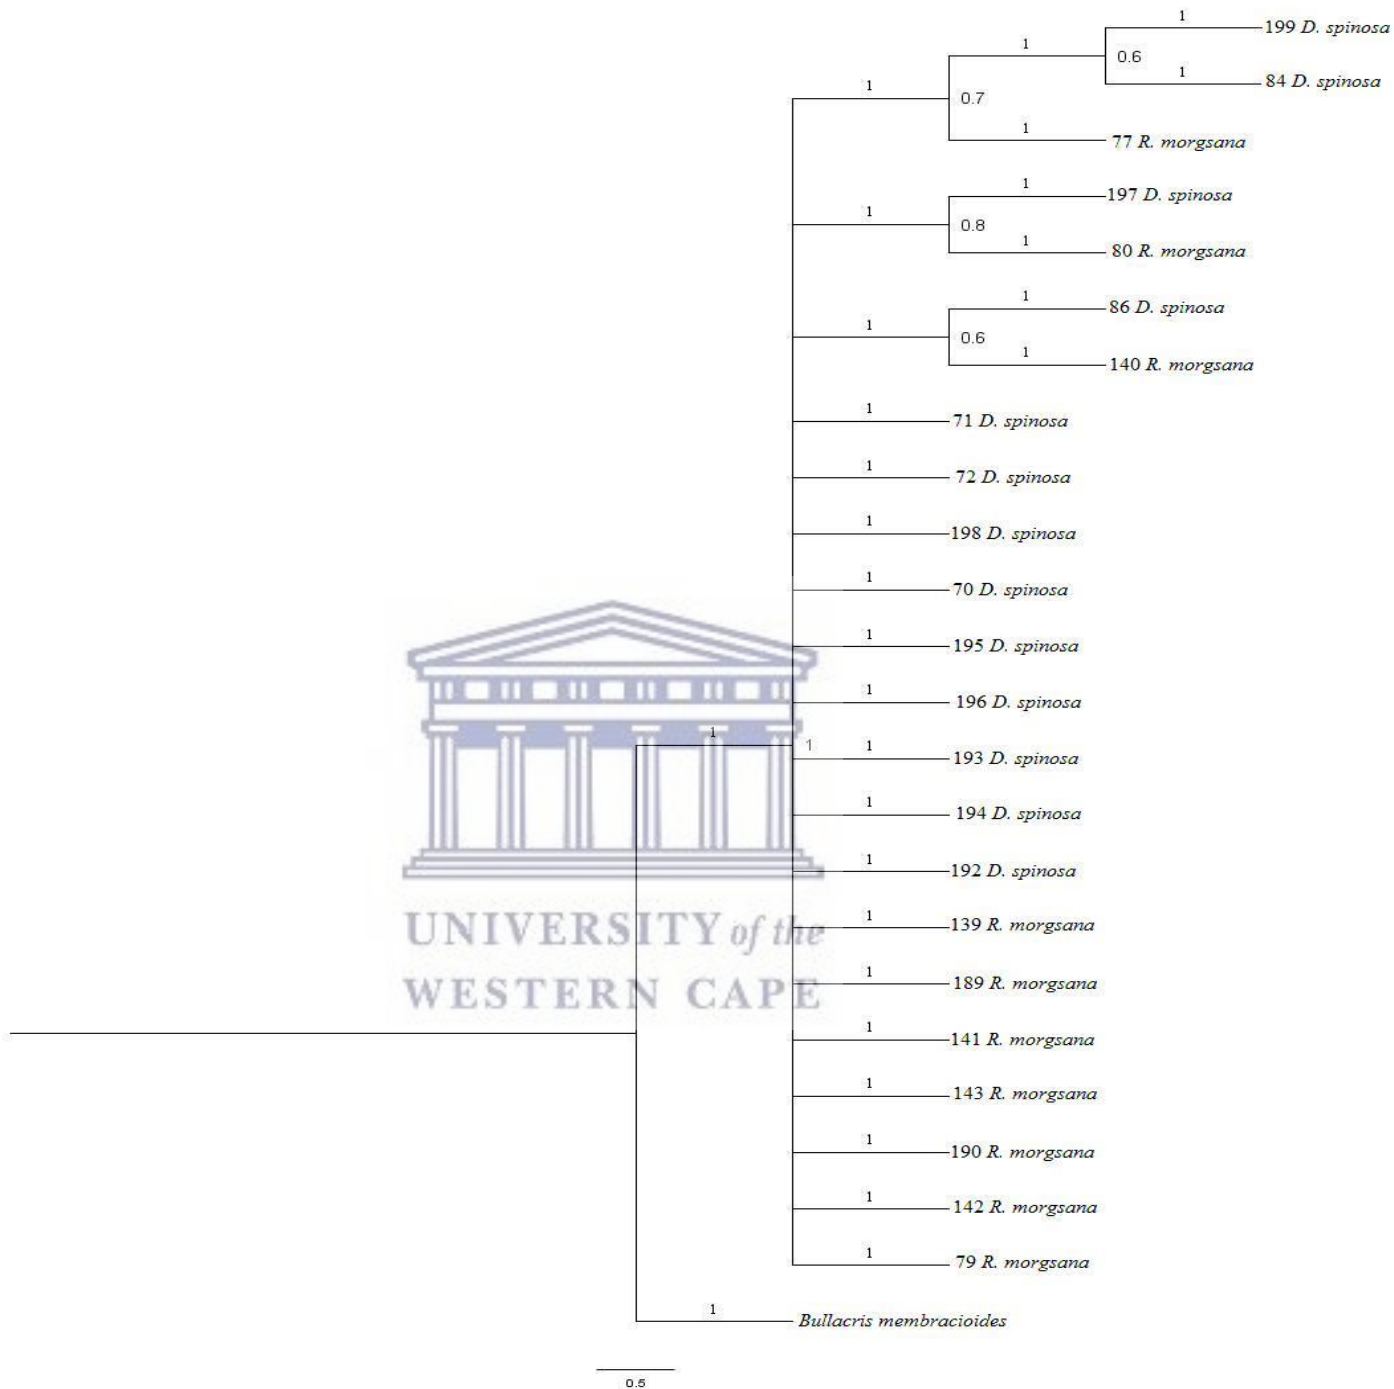 1
199 D. spinosa
1
0.6
1
1
84 D. spinosa
1
0.7
1
77 R. morgsana
1
197 D. spinosa
1
0.8
1
80 R. morgsana
1
86 D. spinosa
1
0.6
1
140 R. morgsana
1
71 D. spinosa
1
72 D. spinosa
1
198 D. spinosa
1
70 D. spinosa
1
195 D. spinosa
1
196 D. spinosa
1
1
1
193 D. spinosa
1
194 D. spinosa
1
192 D. spinosa
1
139 R. morgsana
UNIVERSITY of the
WESTERN CAPE
1
189 R. morgsana
1
141 R. morgsana
1
143 R. morgsana
1
190 R. morgsana
1
142 R. morgsana
1
79 R. morgsana
1
Bullacris membracioides
0.5